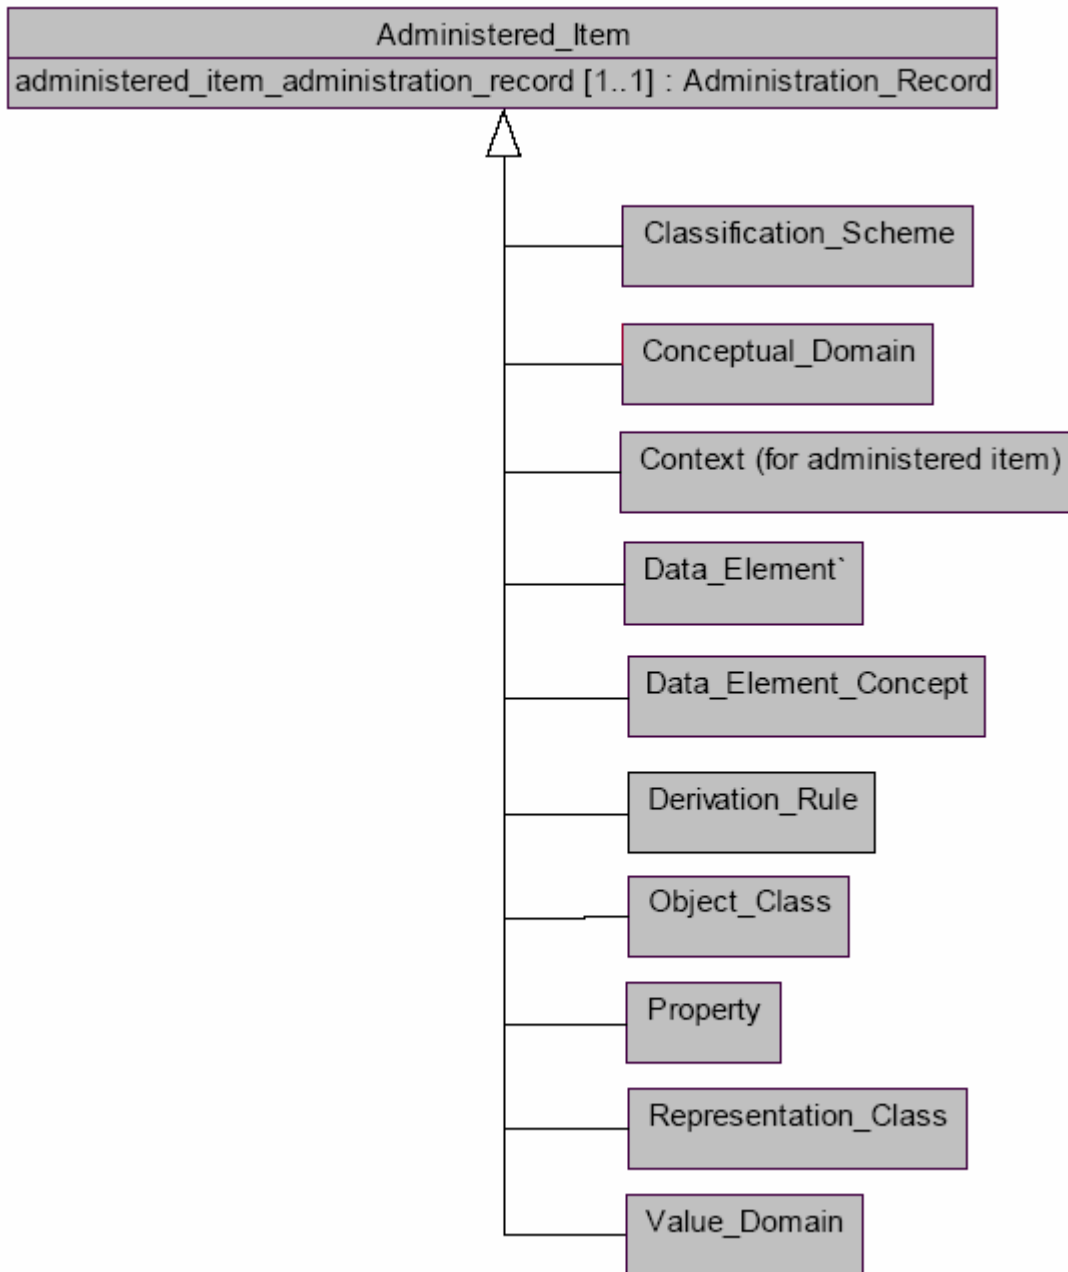 Administered_Item
administered_item_administration_record [1..1] : Administration_Record
Classification_Scheme
Conceptual_Domain
Context (for administered item)
Data_Element`
Data_Element_Concept
Derivation_Rule
Object_Class
Property
Representation_Class
Value_Domain